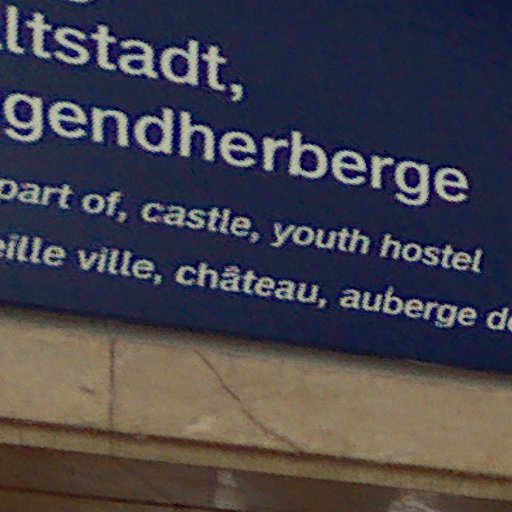 ltstadt,
gendherberge
part of, castle, youth hostel
eille ville, château, auberge de